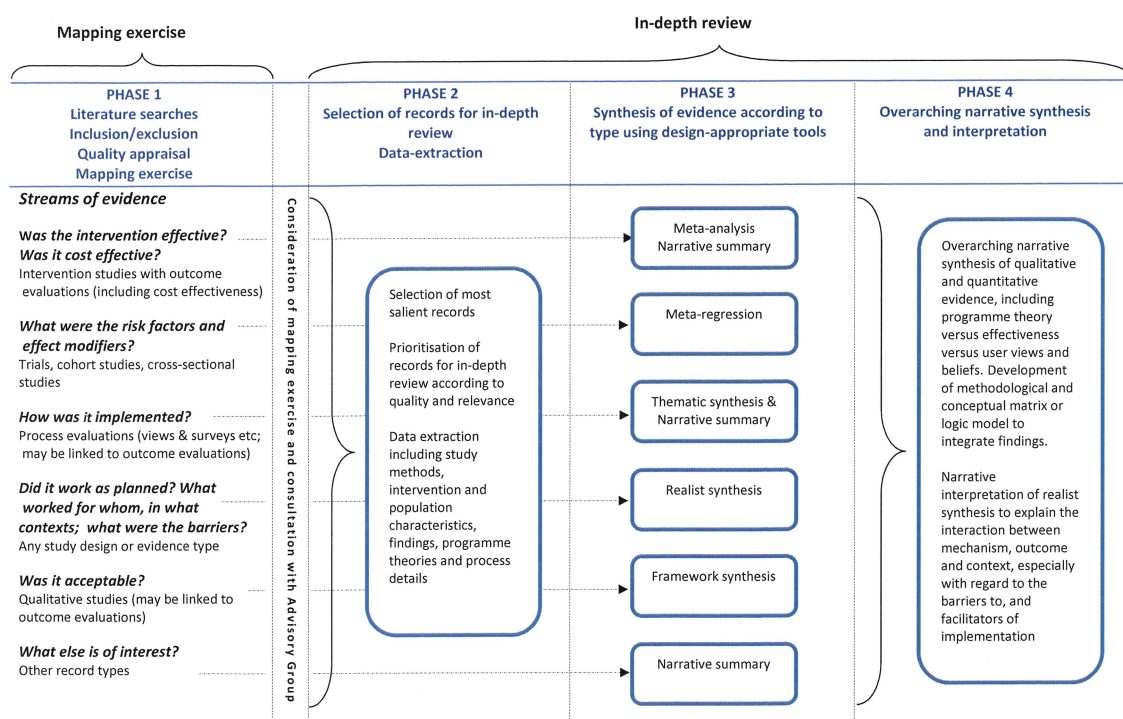 Mapping exercise
In-depth review
PHASE 1
Literature searches
Inclusion/exclusion
Quality appraisal
Mapping exercise
PHASE 2
Selection of records for in-depth
review
Data-extraction
PHASE 3
Synthesis of evidence according to
type using design-appropriate tools
PHASE 4
Overarching narrative synthesis
and interpretation
Streams of evidence
Was the intervention effective?
Was it cost effective?
Intervention studies with outcome
evaluations (including cost effectiveness)
What were the risk factors and
effect modifiers?
Trials, cohort studies, cross-sectional
studies
How was it implemented?
Process evaluations (views & surveys etc;
may be linked to outcome evaluations)
Did it work as planned? What
worked for whom, in what
contexts; what were the barriers?
Any study design or evidence type
Was it acceptable?
Qualitative studies (may be linked to
outcome evaluations)
What else is of interest?
Other record types
Consideration of mapping exercise and consultation with Advisory Group
Selection of most
salient records
Prioritisation of
records for in-depth
review according to
quality and relevance
Data extraction
including study
methods,
intervention and
population
characteristics,
findings, programme
theories and process
details
Meta-analysis
Narrative summary
Meta-regression
Thematic synthesis &
Narrative summary
Realist synthesis
Framework synthesis
Narrative summary
Overarching narrative
synthesis of qualitative
and quantitative
evidence, including
programme theory
versus effectiveness
versus user views and
beliefs. Development
of methodological and
conceptual matrix or
logic model to
integrate findings.
Narrative
interpretation of realist
synthesis to explain the
interaction between
mechanism, outcome
and context, especially
with regard to the
barriers to, and
facilitators of
implementation